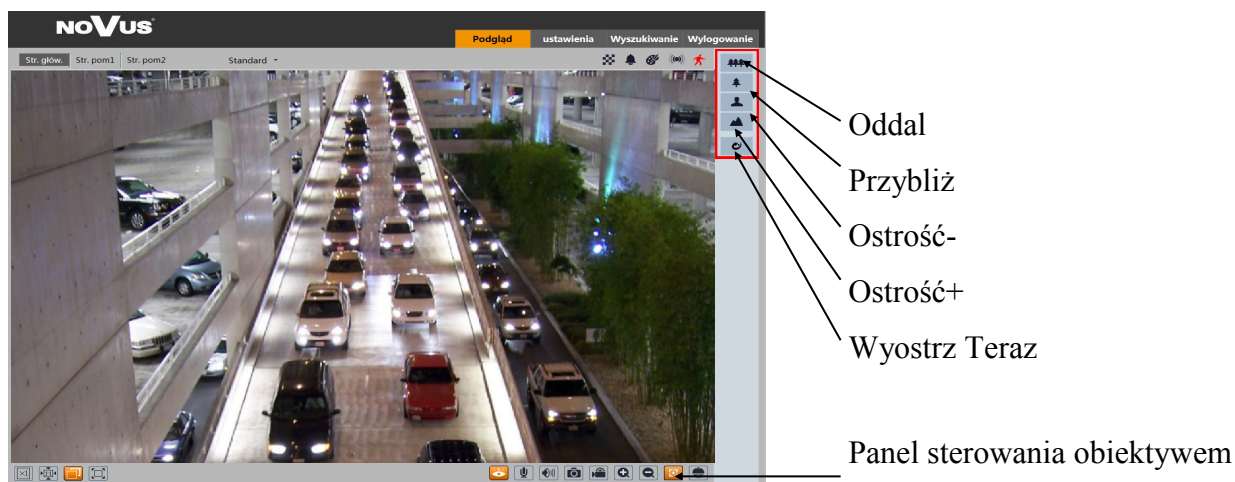 NOVUS
Podgląd ustawienia Wyszukiwanie Wylogowanie
Str. główn. Str. pom1 Str. pom2 Standard
Oddal
Przybliż
Ostrość-
Ostrość+
Wyostrz Teraz
Panel sterowania obiektywem